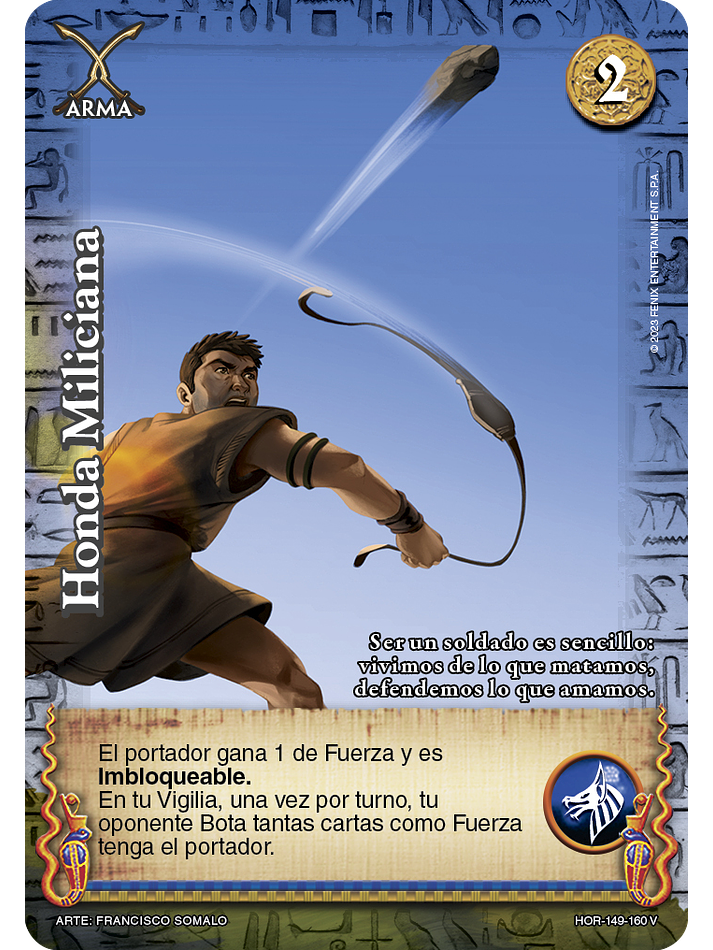 ARMA
2
© 2023 FENIX ENTERTAINMENT S.P.A.
Honda Miliciana
Ser un soldado es sencillo:
vivimos de lo que matamos,
defendemos lo que amamos.
El portador gana 1 de Fuerza y es
Imbloqueable.
En tu Vigilia, una vez por turno, tu
oponente Bota tantas cartas como Fuerza
tenga el portador.
ARTE: FRANCISCO SOMALO
HOR-149-160 V